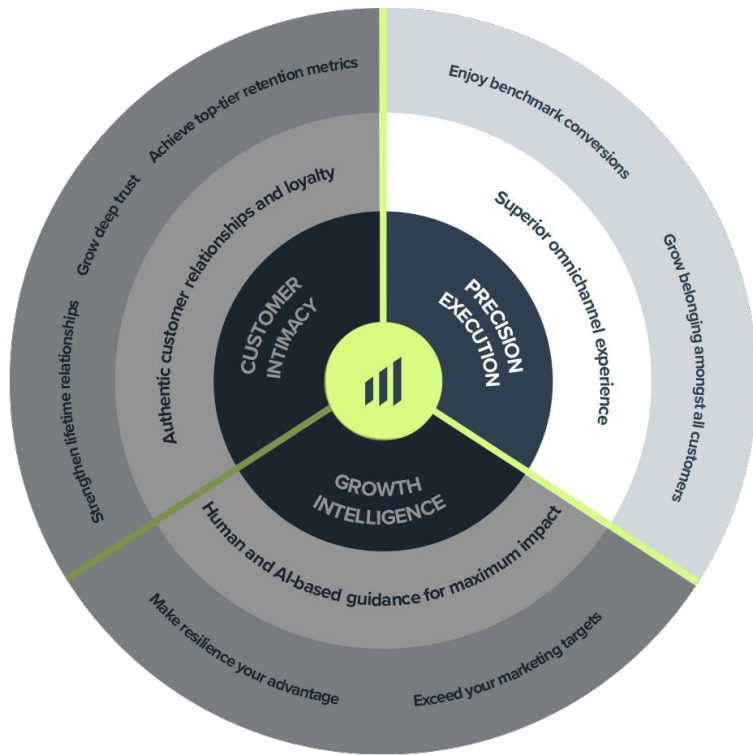 Achieve top-tier retention metrics
Grow deep trust
Strengthen lifetime relationships
Authentic customer relationships and loyalty
CUSTOMER
INTIMACY
Enjoy benchmark conversions
Grow belonging amongst all customers
Superior omnichannel experience
PRECISION
EXECUTION
GROWTH
INTELLIGENCE
Human and AI-based guidance for maximum impact
Make resilience your advantage
Exceed your marketing targets